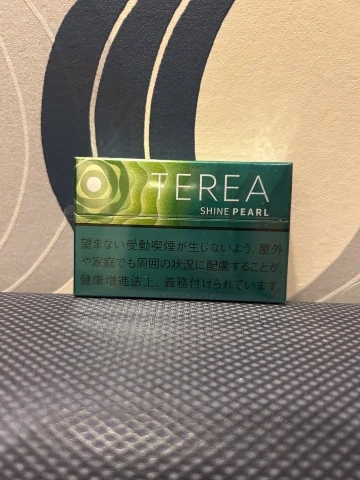 TEREA
SHINE PEARL
望まない受動喫煙が生じないよう、屋外
や家庭でも周囲の状況に配慮することが、
健康増進法上、義務付けられています。